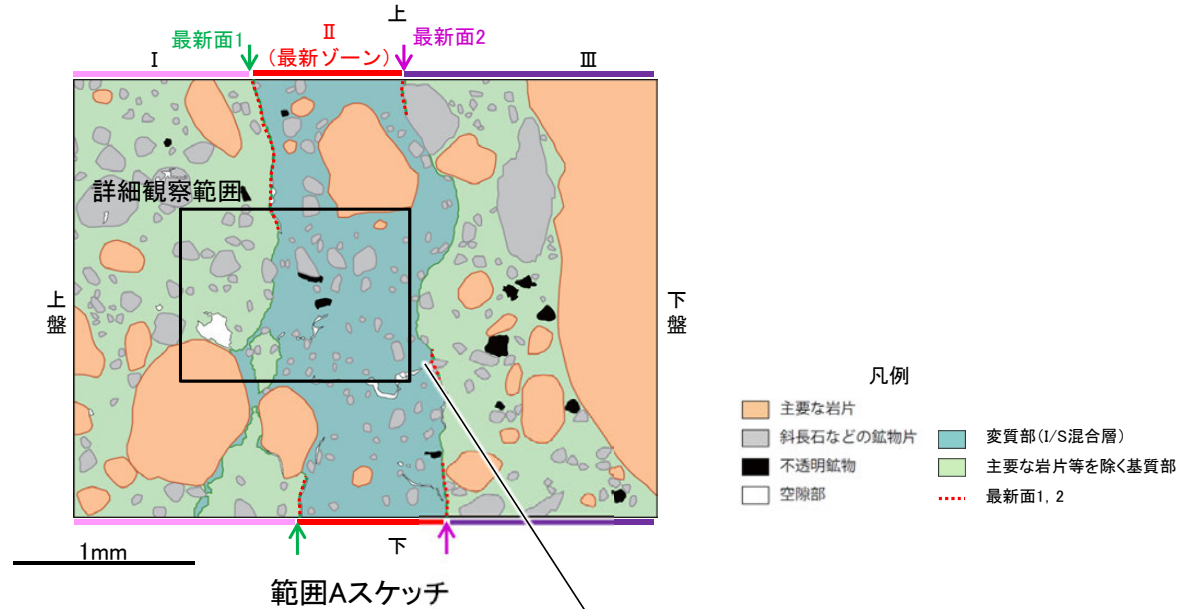 上
最新面1
Ⅱ
(最新ゾーン)
最新面2
Ⅰ
Ⅲ
詳細観察範囲
上盤
下盤
下
1mm
範囲Aスケッチ
凡例
主要な岩片
斜長石などの鉱物片
不透明鉱物
空隙部
変質部(I/S混合層)
主要な岩片等を除く基質部
最新面1, 2